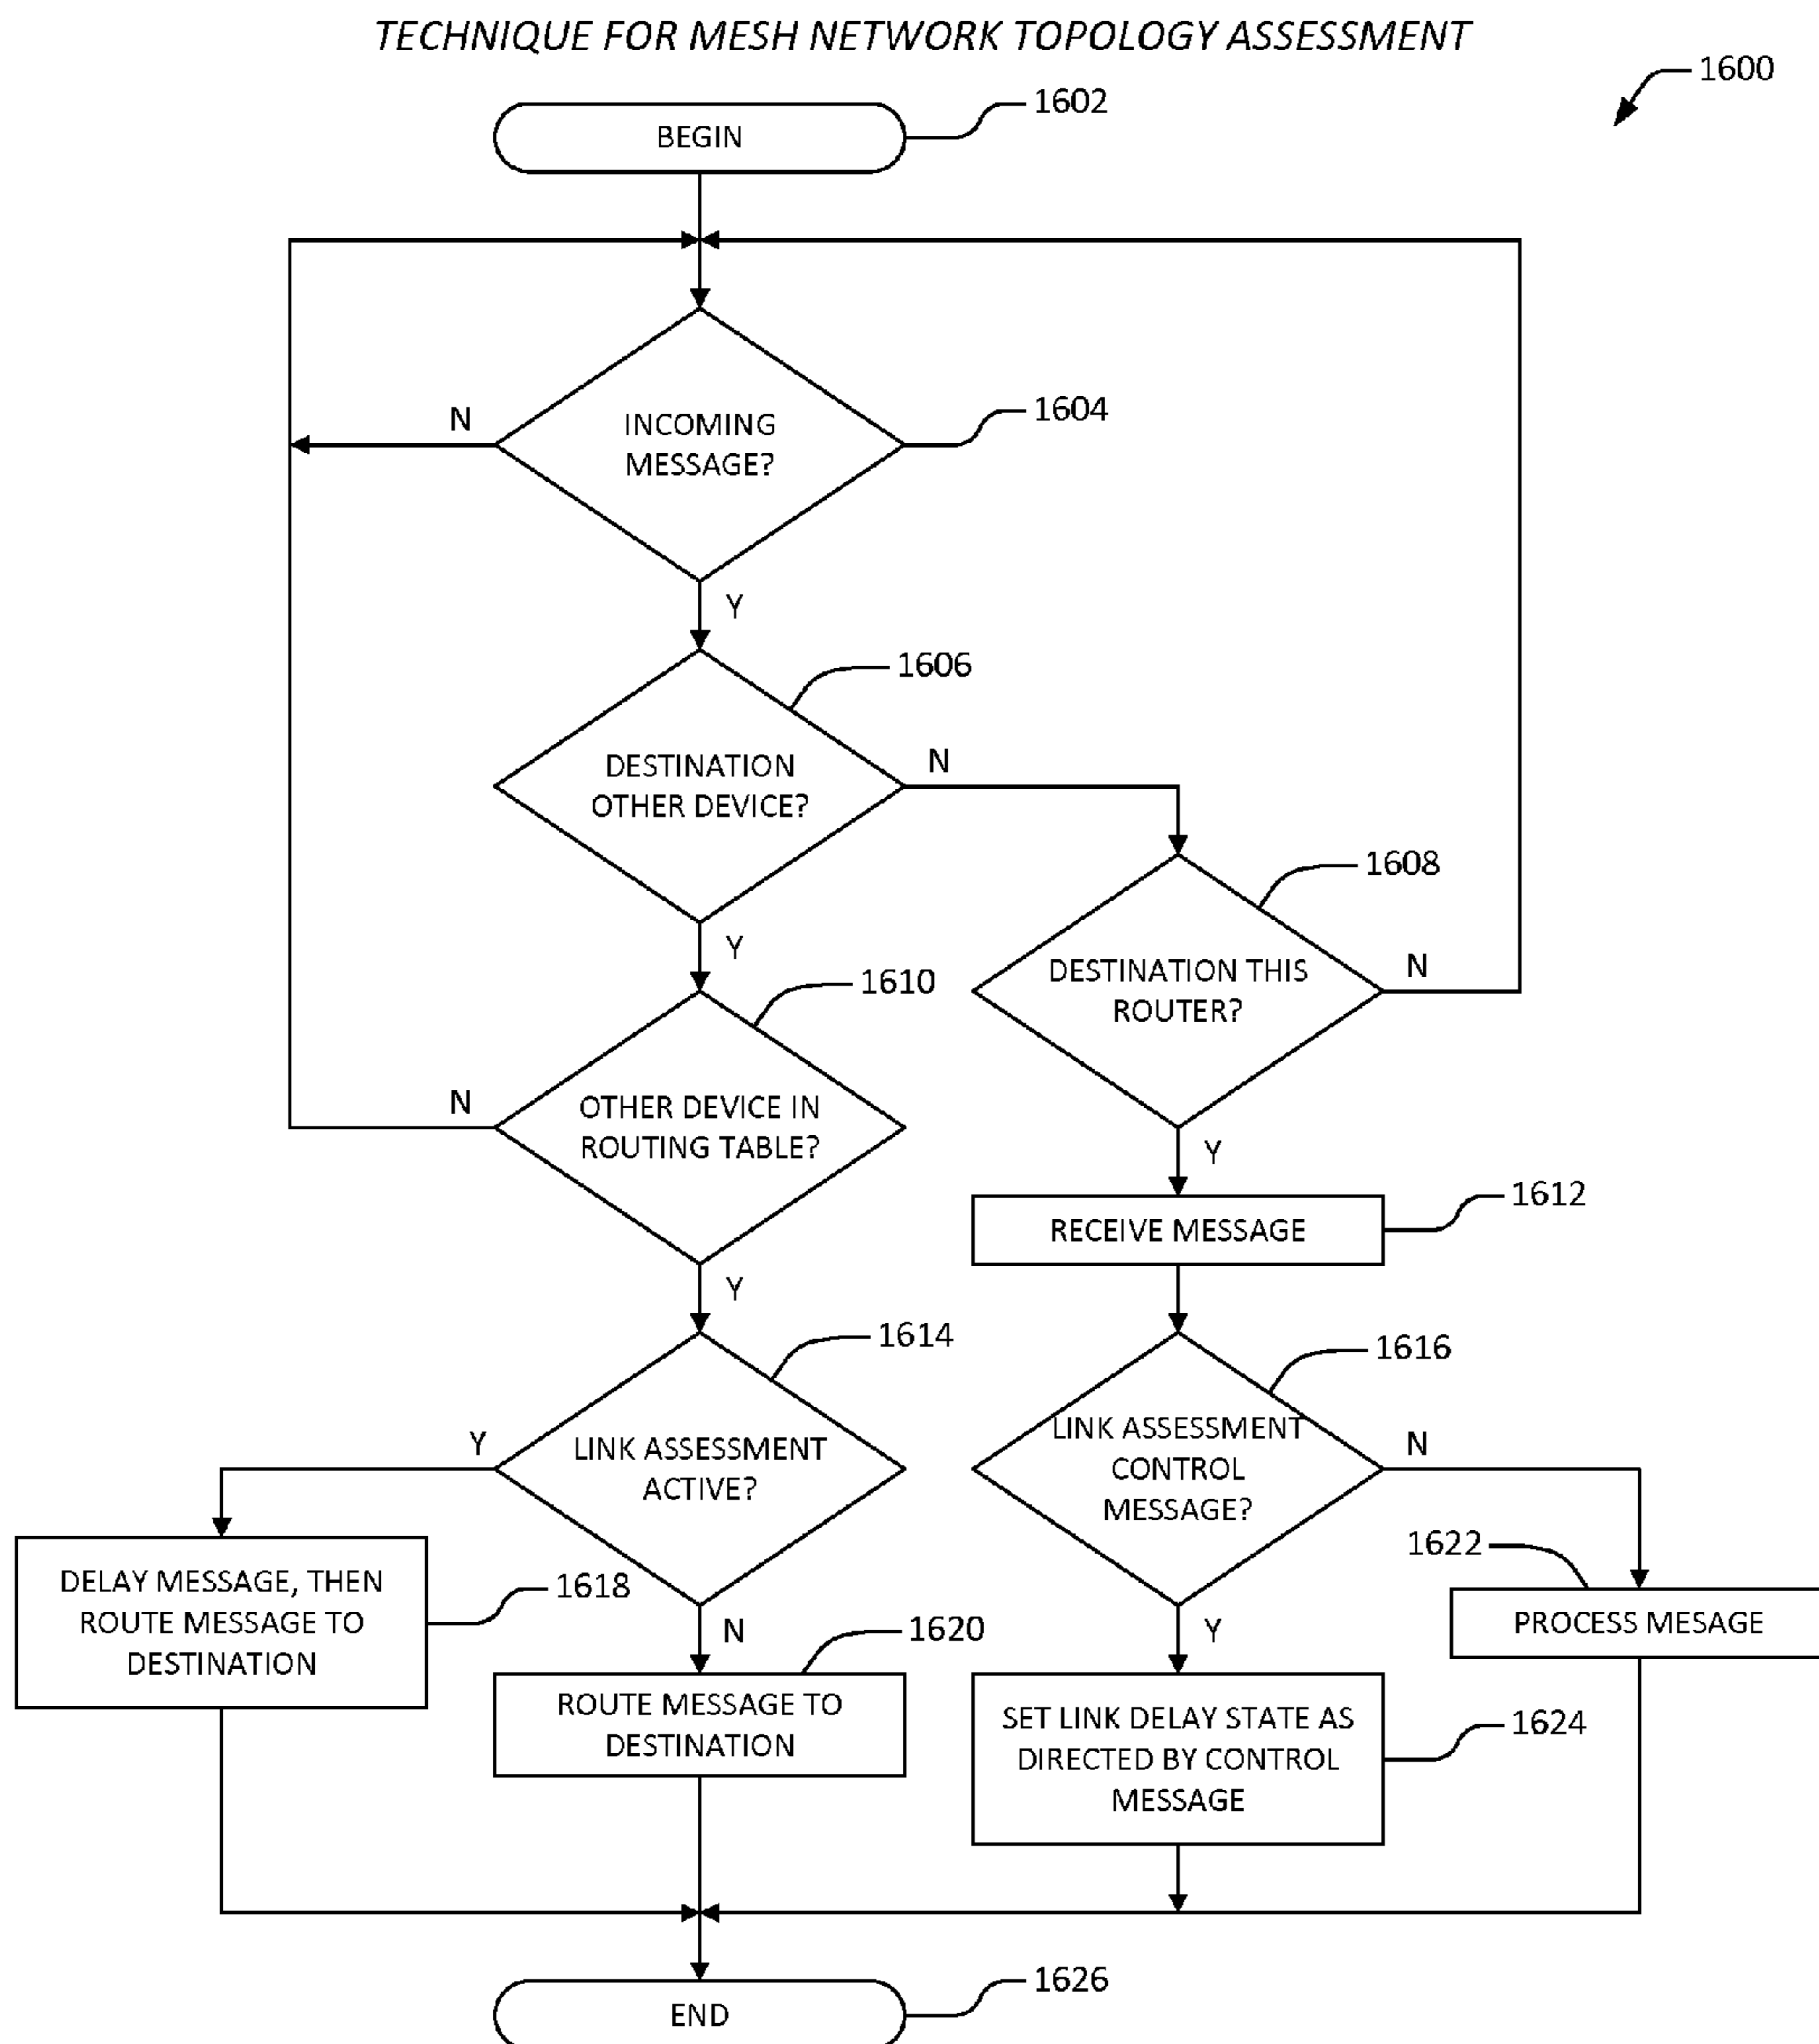 TECHNIQUE FOR MESH NETWORK TOPOLOGY ASSESSMENT
1600
1602
BEGIN
1604
INCOMING
MESSAGE?
N
Y
1606
DESTINATION
OTHER DEVICE?
N
Y
1608
DESTINATION THIS
ROUTER?
N
Y
1610
OTHER DEVICE IN
ROUTING TABLE?
N
Y
1612
RECEIVE MESSAGE
1614
LINK ASSESSMENT
ACTIVE?
Y
N
1616
LINK ASSESSMENT
CONTROL
MESSAGE?
N
Y
DELAY MESSAGE, THEN
ROUTE MESSAGE TO
DESTINATION
1618
1620
ROUTE MESSAGE TO
DESTINATION
1622
PROCESS MESAGE
SET LINK DELAY STATE AS
DIRECTED BY CONTROL
MESSAGE
1624
1626
END